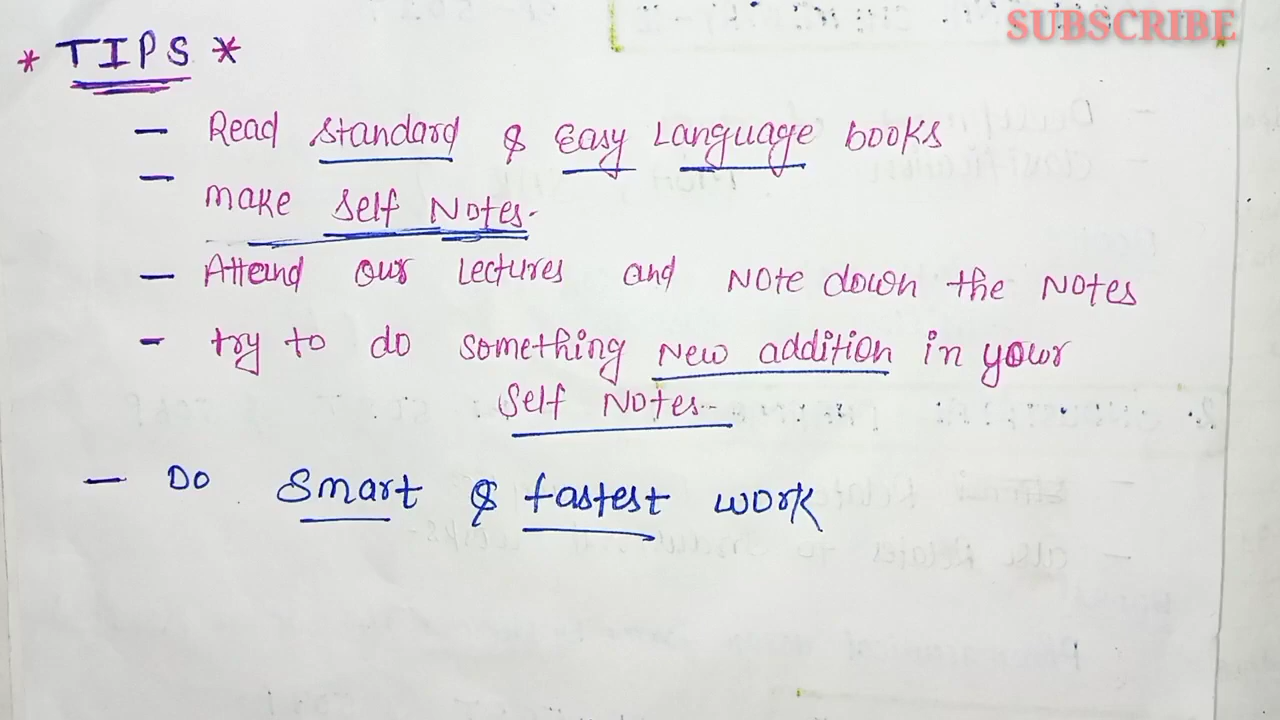 SUBSCRIBE
* TIPS *
- Read standard & Easy Language books
- make self Notes.
- Attend our Lectures and Note down the Notes
- try to do something New addition in your
self Notes..
- Do smart & fastest work